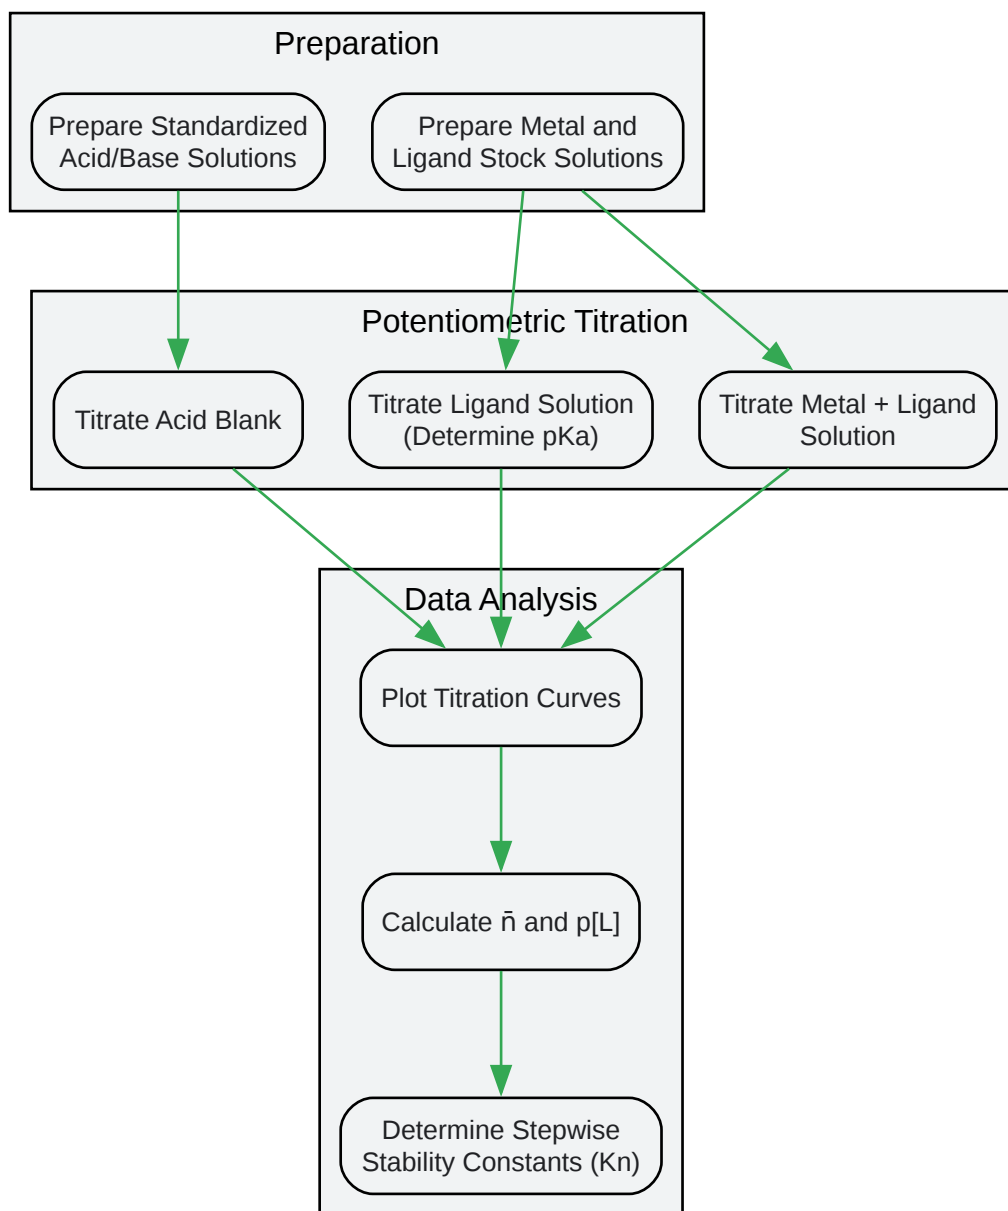 Preparation
Prepare Standardized
Acid/Base Solutions
Prepare Metal and
Ligand Stock Solutions
Potentiometric Titration
Titrate Acid Blank
Titrate Ligand Solution
(Determine pKa)
Titrate Metal + Ligand
Solution
Data Analysis
Plot Titration Curves
Calculate n̄ and p[L]
Determine Stepwise
Stability Constants (Kn)